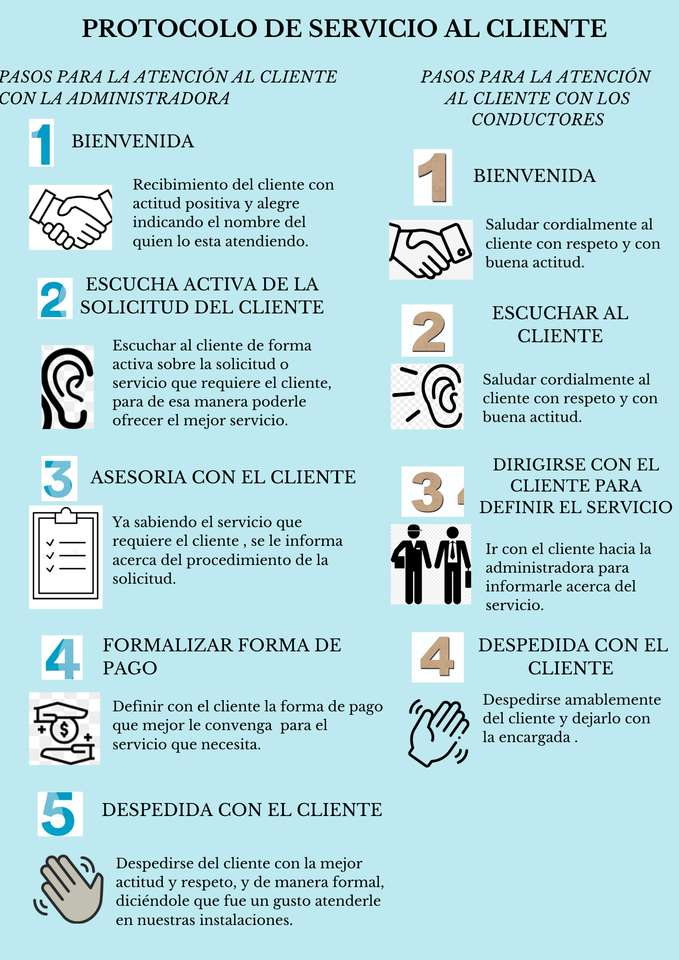 PROTOCOLO DE SERVICIO AL CLIENTE
PASOS PARA LA ATENCIÓN AL CLIENTE
CON LA ADMINISTRADORA
1
BIENVENIDA
Recibimiento del cliente con
actitud positiva y alegre
indicando el nombre del
quien lo esta atendiendo.
2
ESCUCHA ACTIVA DE LA
SOLICITUD DEL CLIENTE
Escuchar al cliente de forma
activa sobre la solicitud o
servicio que requiere el cliente,
para de esa manera poderle
ofrecer el mejor servicio.
3
ASESORIA CON EL CLIENTE
Ya sabiendo el servicio que
requiere el cliente , se le informa
acerca del procedimiento de la
solicitud.
4
FORMALIZAR FORMA DE
PAGO
$
Definir con el cliente la forma de pago
que mejor le convenga para el
servicio que necesita.
5
DESPEDIDA CON EL CLIENTE
Despedirse del cliente con la mejor
actitud y respeto, y de manera formal,
diciéndole que fue un gusto atenderle
en nuestras instalaciones.
PASOS PARA LA ATENCIÓN
AL CLIENTE CON LOS
CONDUCTORES
1
BIENVENIDA
Saludar cordialmente al
cliente con respeto y con
buena actitud.
2
ESCUCHAR AL
CLIENTE
Saludar cordialmente al
cliente con respeto y con
buena actitud.
3
DIRIGIRSE CON EL
CLIENTE PARA
DEFINIR EL SERVICIO
Ir con el cliente hacia la
administradora para
informarle acerca del
servicio.
4
DESPEDIDA CON EL
CLIENTE
Despedirse amablemente
del cliente y dejarlo con
la encargada .